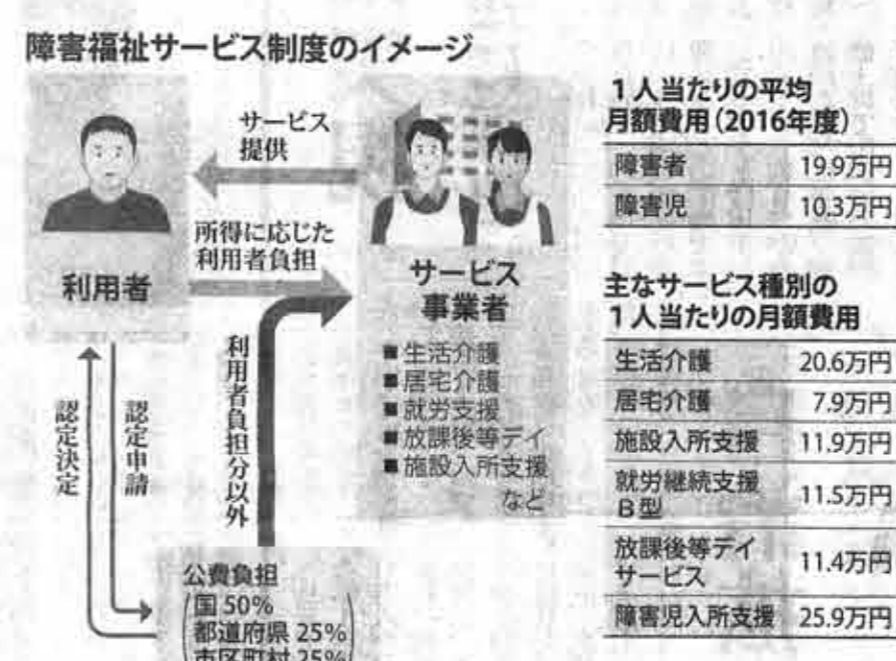 障害福祉サービス制度のイメージ
サービス
提供
所得に応じた
利用者負担
利用者
サービス
事業者
■生活介護
■居宅介護
■就労支援
■放課後等デイ
■施設入所支援
など
利用者負担分以外
認定申請
認定決定
公費負担
国 50%
都道府県 25%
市区町村 25%
1人当たりの平均
月額費用(2016年度)
障害者 19.9万円
障害児 10.3万円
主なサービス種別の
1人当たりの月額費用
生活介護 20.6万円
居宅介護 7.9万円
施設入所支援 11.9万円
就労継続支援
B型 11.5万円
放課後等デイ
サービス 11.4万円
障害児入所支援 25.9万円